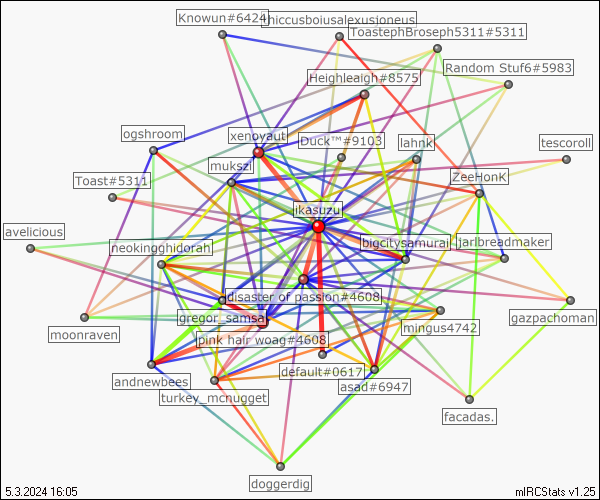 Knowun#6424
thiccusboiusalexusjoneus
ToastephBroseph5311#5311
Random Stuf6#5983
Heighleaigh#8575
ogshroom
xenoyaut
Duck™#9103
lahnk
tescoroll
mukszi
Toast#5311
ZeeHonK
ikasuzu
avelicious
neokingghidorah
bigcitysamurai
jarlbreadmaker
disaster of passion#4608
gregor_samsa
gazpachoman
moonraven
pink hair woag#4608
mingus4742
default#0617
andnewbees
asad#6947
turkey_mcnugget
facadas.
doggerdig
5.3.2024 16:05
mIRCStats v1.25